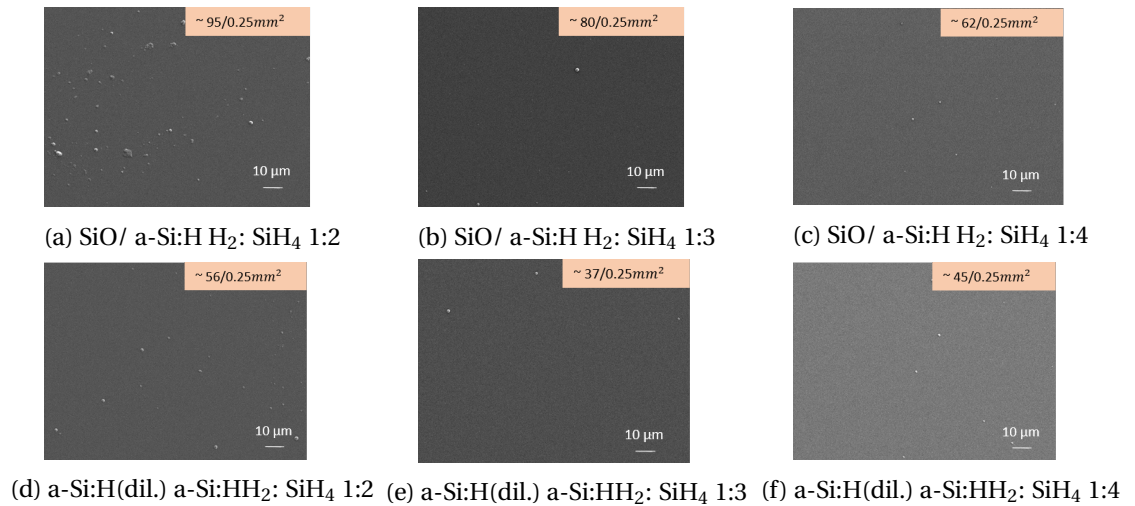 ~ 95/0.25mm²
~ 80/0.25mm²
~ 62/0.25mm²
10 µm
10 µm
10 µm
(a) SiO/ a-Si:H H₂: SiH₄ 1:2
(b) SiO/ a-Si:H H₂: SiH₄ 1:3
(c) SiO/ a-Si:H H₂: SiH₄ 1:4
~ 56/0.25mm²
~ 37/0.25mm²
~ 45/0.25mm²
10 µm
10 µm
10 µm
(d) a-Si:H(dil.) a-Si:HH₂: SiH₄ 1:2
(e) a-Si:H(dil.) a-Si:HH₂: SiH₄ 1:3
(f) a-Si:H(dil.) a-Si:HH₂: SiH₄ 1:4